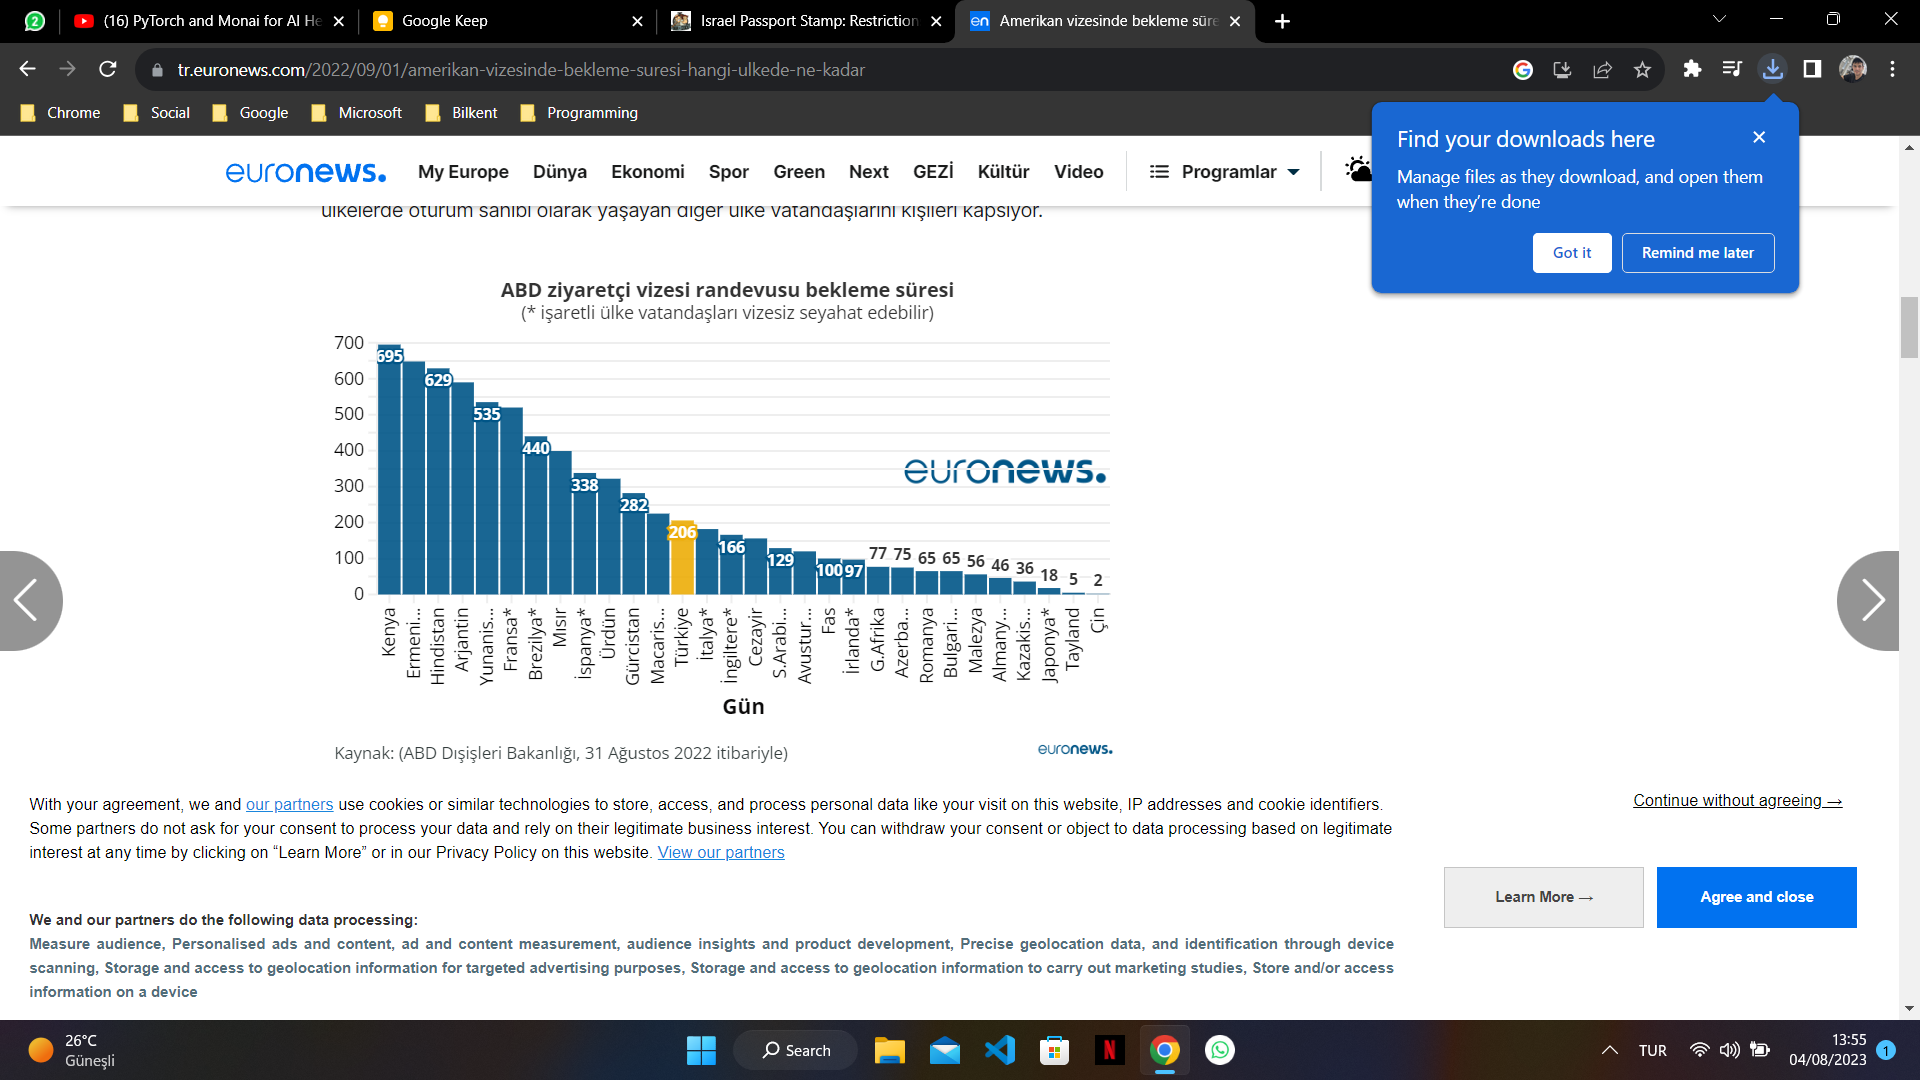 (16) PyTorch and Monai for AI He
Google Keep
Israel Passport Stamp: Restriction
en
Amerikan vizesinde bekleme süre
tr.euronews.com/2022/09/01/amerikan-vizesinde-bekleme-suresi-hangi-ulkede-ne-kadar
Chrome Social Google Microsoft Bilkent Programming
Find your downloads here
Manage files as they download, and open them
when they’re done
Got it Remind me later
euronews. My Europe Dünya Ekonomi Spor Green Next GEZİ Kültür Video Programlar
ülkelerde oturum sahibi olarak yaşayan diğer ülke vatandaşlarını kişileri kapsıyor.
ABD ziyaretçi vizesi randevusu bekleme süresi
(* işaretli ülke vatandaşları vizesiz seyahat edebilir)
700
600
500
400
300
200
100
0
695
629
535
440
338
282
206
166
129
100
97
77
75
65
65
56
46
36
18
5
2
euronews.
Kenya
Ermeni...
Hindistan
Arjantin
Yunanis...
Fransa*
Brezilya*
Mısır
İspanya*
Ürdün
Gürcistan
Macaris...
Türkiye
İtalya*
İngiltere*
Cezayir
S.Arabi...
Avustur...
Fas
İrlanda*
G.Afrika
Azerba...
Romanya
Bulgari...
Malezya
Almany...
Kazakis...
Japonya*
Tayland
Çin
Gün
Kaynak: (ABD Dışişleri Bakanlığı, 31 Ağustos 2022 itibariyle)
euronews.
With your agreement, we and our partners use cookies or similar technologies to store, access, and process personal data like your visit on this website, IP addresses and cookie identifiers.
Some partners do not ask for your consent to process your data and rely on their legitimate business interest. You can withdraw your consent or object to data processing based on legitimate
interest at any time by clicking on “Learn More” or in our Privacy Policy on this website. View our partners
Continue without agreeing →
Learn More →
Agree and close
We and our partners do the following data processing:
Measure audience, Personalised ads and content, ad and content measurement, audience insights and product development, Precise geolocation data, and identification through device
scanning, Storage and access to geolocation information for targeted advertising purposes, Storage and access to geolocation information to carry out marketing studies, Store and/or access
information on a device
26°C
Güneşli
Search
TUR
13:55
04/08/2023
1